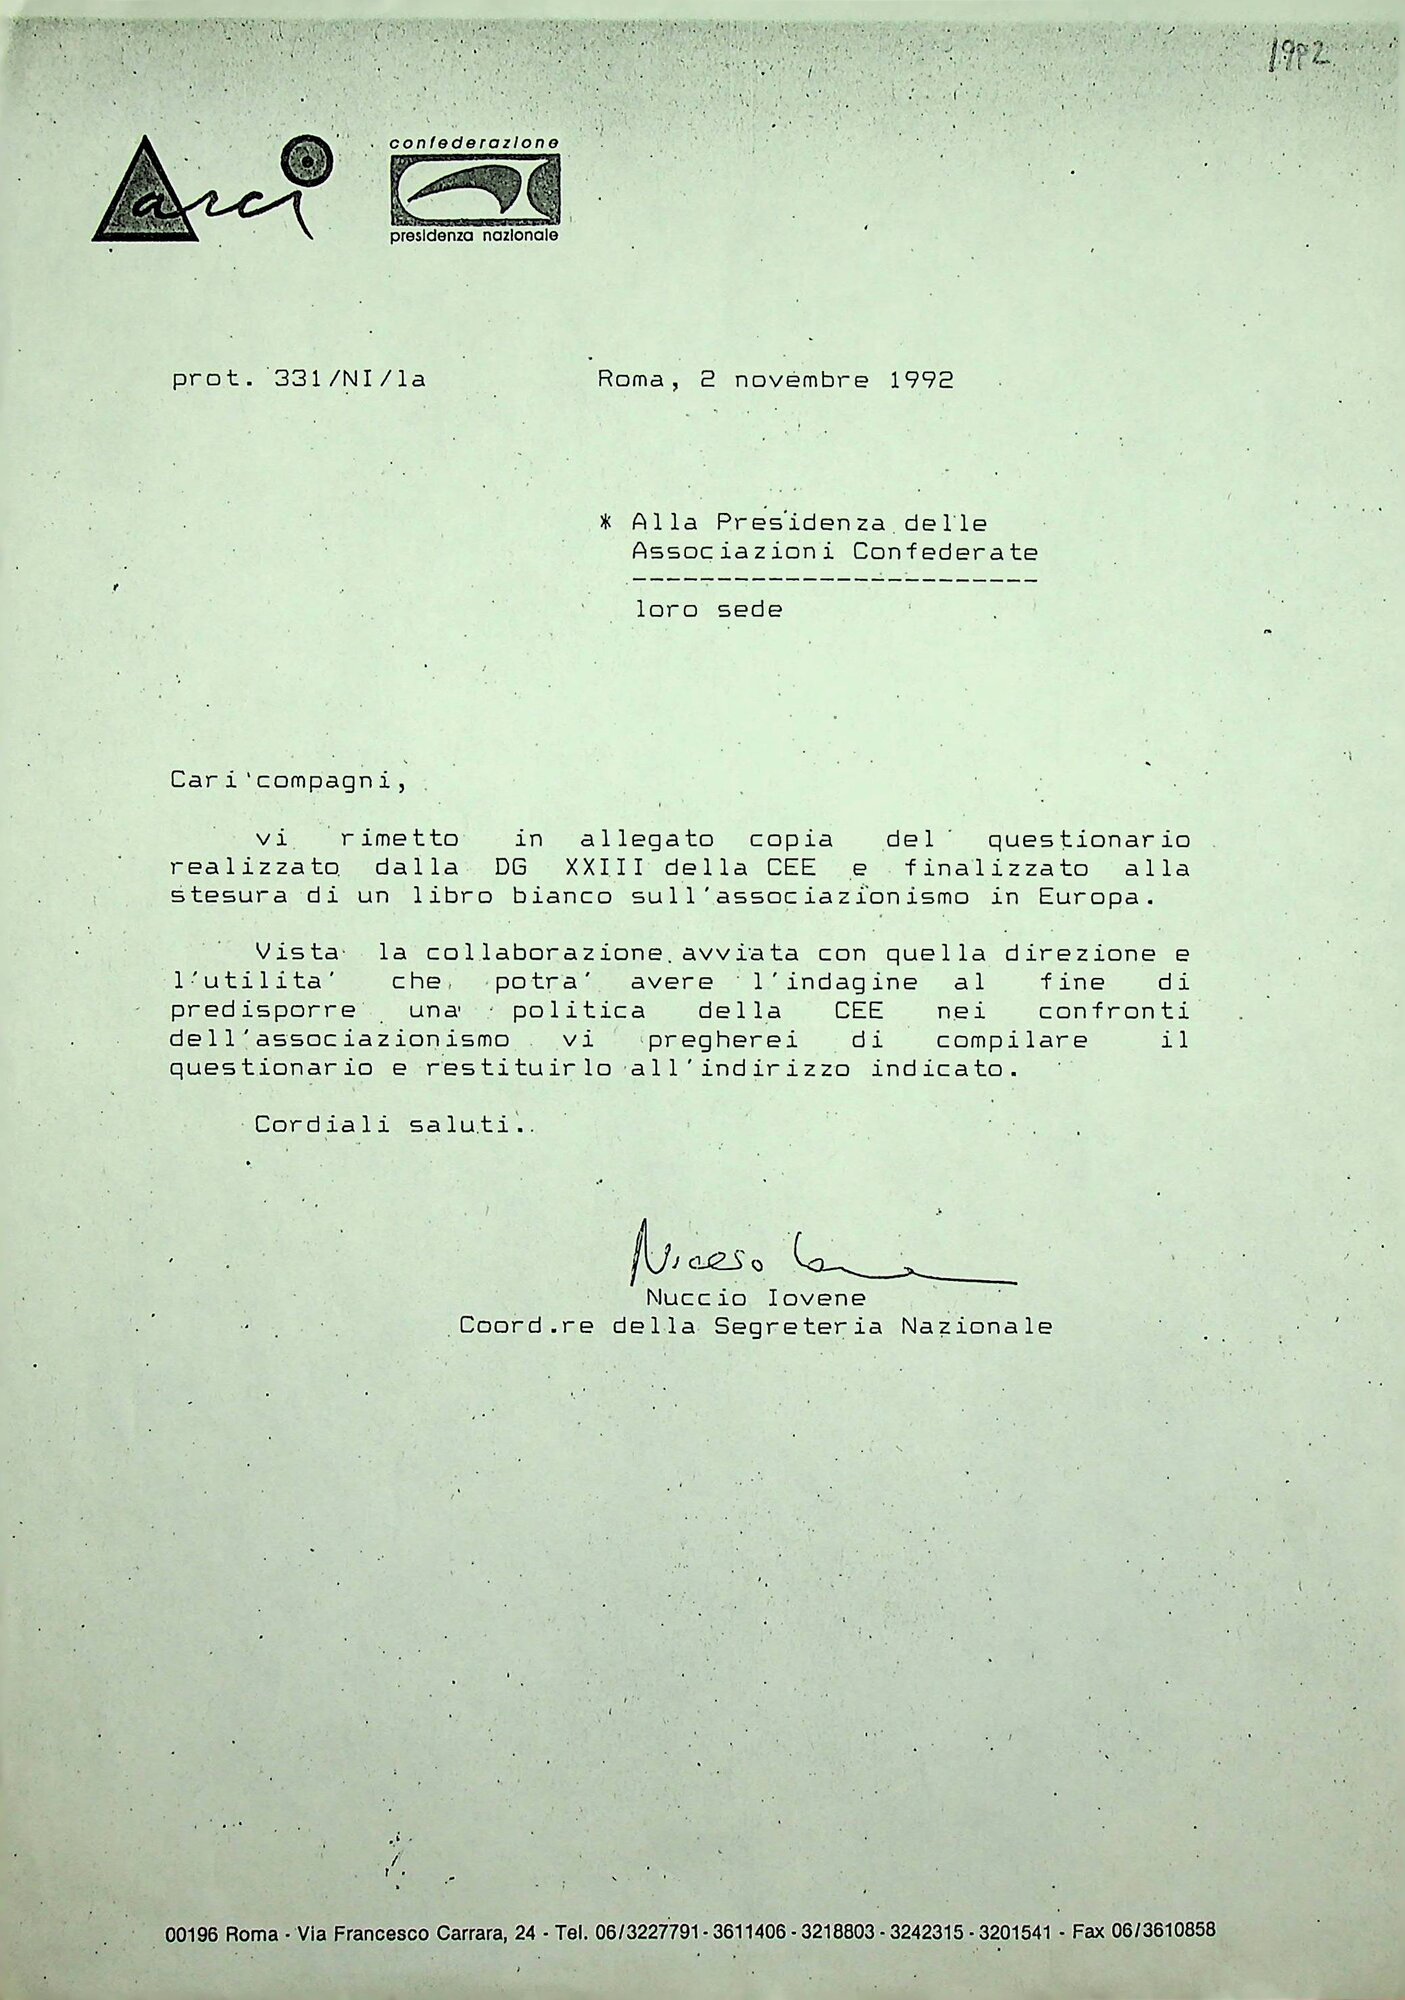 1992
arci
confederazione
presidenza nazionale
prot. 331/NI/la Roma, 2 novembre 1992
* Alla Presidenza delle
Associazioni Confederate
------------------------
loro sede
Cari compagni,
vi rimetto in allegato copia del questionario
realizzato dalla DG XXIII della CEE e finalizzato alla
stesura di un libro bianco sull'associazionismo in Europa.
Vista la collaborazione avviata con quella direzione e
l'utilita' che potra' avere l'indagine al fine di
predisporre una politica della CEE nei confronti
dell'associazionismo vi pregherei di compilare il
questionario e restituirlo all'indirizzo indicato.
Cordiali saluti.
Nuccio Iovene
Coord.re della Segreteria Nazionale
00196 Roma - Via Francesco Carrara, 24 - Tel. 06/3227791 - 3611406 - 3218803 - 3242315 - 3201541 - Fax 06/3610858